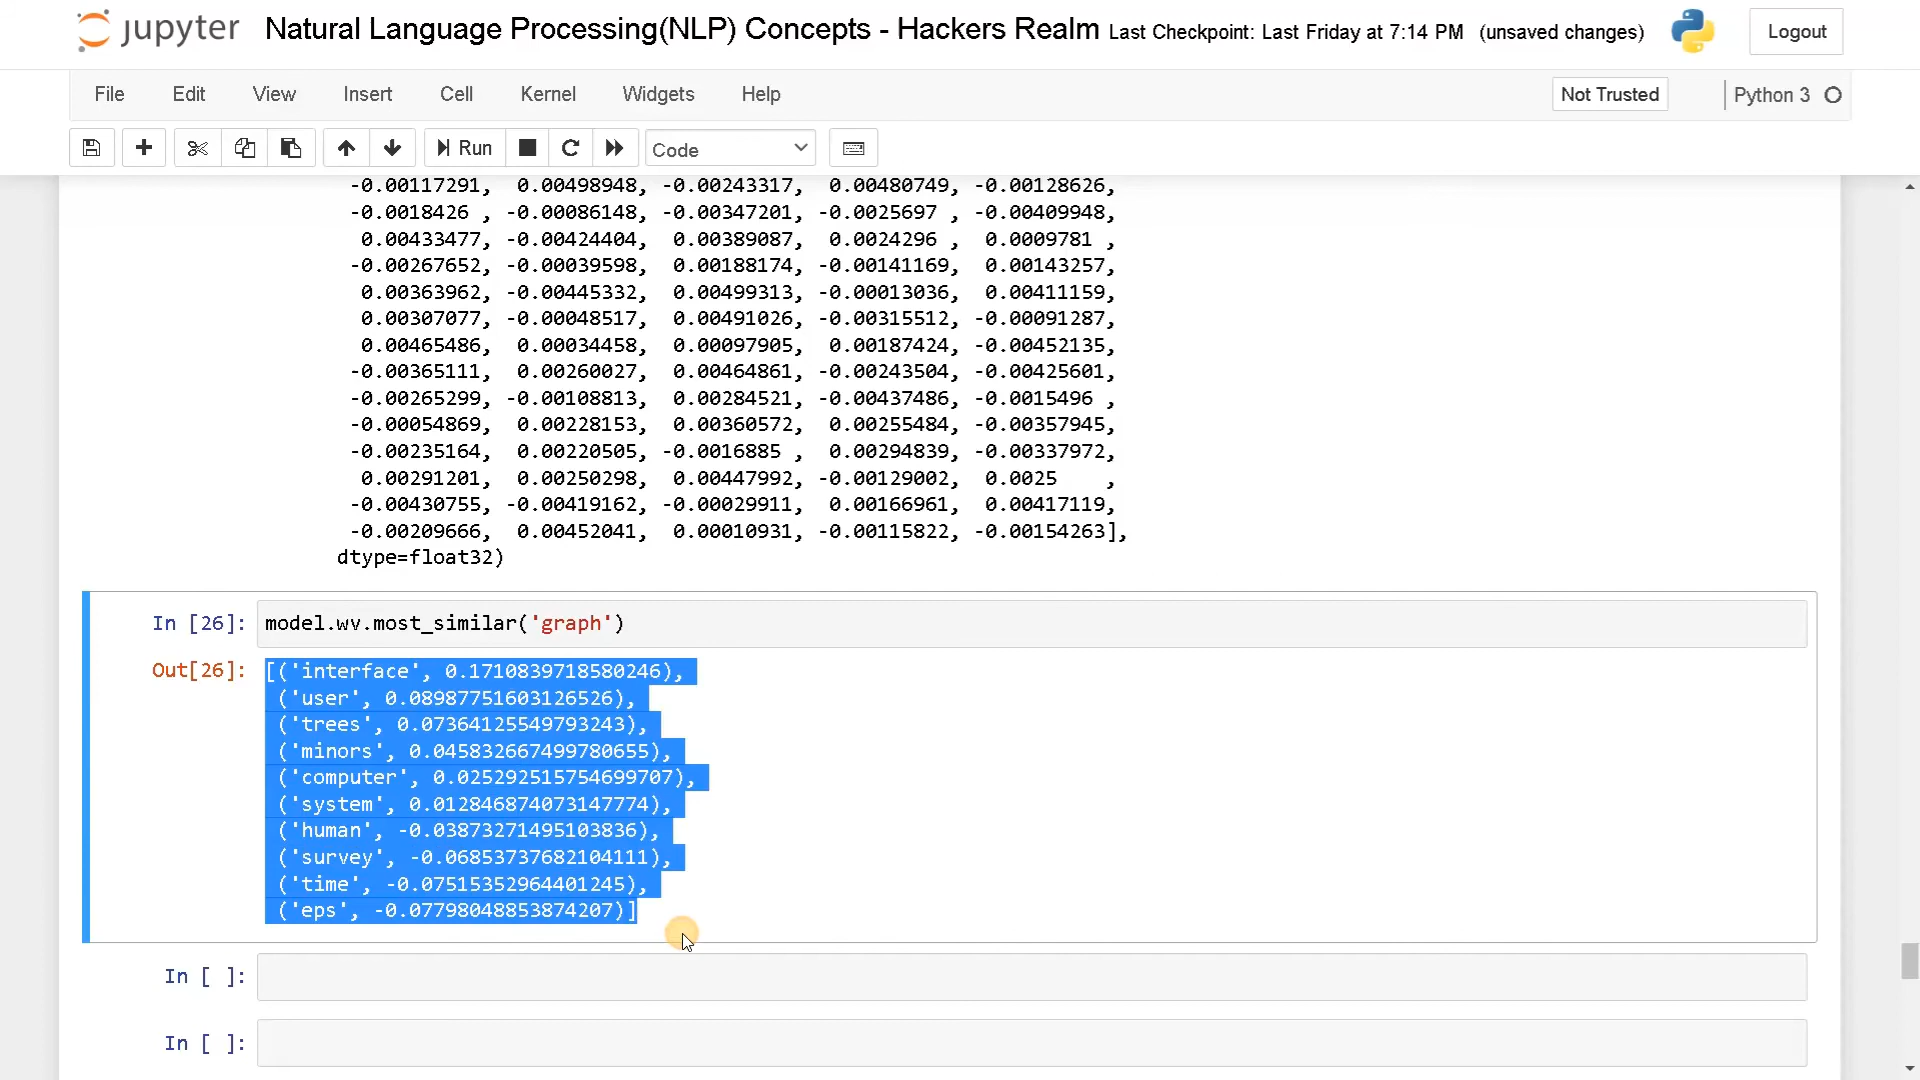 jupyter Natural Language Processing(NLP) Concepts - Hackers Realm Last Checkpoint: Last Friday at 7:14 PM (unsaved changes) Logout
File Edit View Insert Cell Kernel Widgets Help Not Trusted Python 3
Run Code
-0.00117291, 0.00498948, -0.00243317, 0.00480749, -0.00128626,
-0.0018426 , -0.00086148, -0.00347201, -0.0025697 , -0.00409948,
0.00433477, -0.00424404, 0.00389087, 0.0024296 , 0.0009781 ,
-0.00267652, -0.00039598, 0.00188174, -0.00141169, 0.00143257,
0.00363962, -0.00445332, 0.00499313, -0.00013036, 0.00411159,
0.00307077, -0.00048517, 0.00491026, -0.00315512, -0.00091287,
0.00465486, 0.00034458, 0.00097905, 0.00187424, -0.00452135,
-0.00365111, 0.00260027, 0.00464861, -0.00243504, -0.00425601,
-0.00265299, -0.00108813, 0.00284521, -0.00437486, -0.0015496 ,
-0.00054869, 0.00228153, 0.00360572, 0.00255484, -0.00357945,
-0.00235164, 0.00220505, -0.0016885 , 0.00294839, -0.00337972,
0.00291201, 0.00250298, 0.00447992, -0.00129002, 0.0025 ,
-0.00430755, -0.00419162, -0.00029911, 0.00166961, 0.00417119,
-0.00209666, 0.00452041, 0.00010931, -0.00115822, -0.00154263],
dtype=float32)
In [26]: model.wv.most_similar('graph')
Out[26]: [('interface', 0.1710839718580246),
('user', 0.08987751603126526),
('trees', 0.07364125549793243),
('minors', 0.045832667499780655),
('computer', 0.025292515754699707),
('system', 0.012846874073147774),
('human', -0.03873271495103836),
('survey', -0.06853737682104111),
('time', -0.07515352964401245),
('eps', -0.07798048853874207)]
In [ ]:
In [ ]: